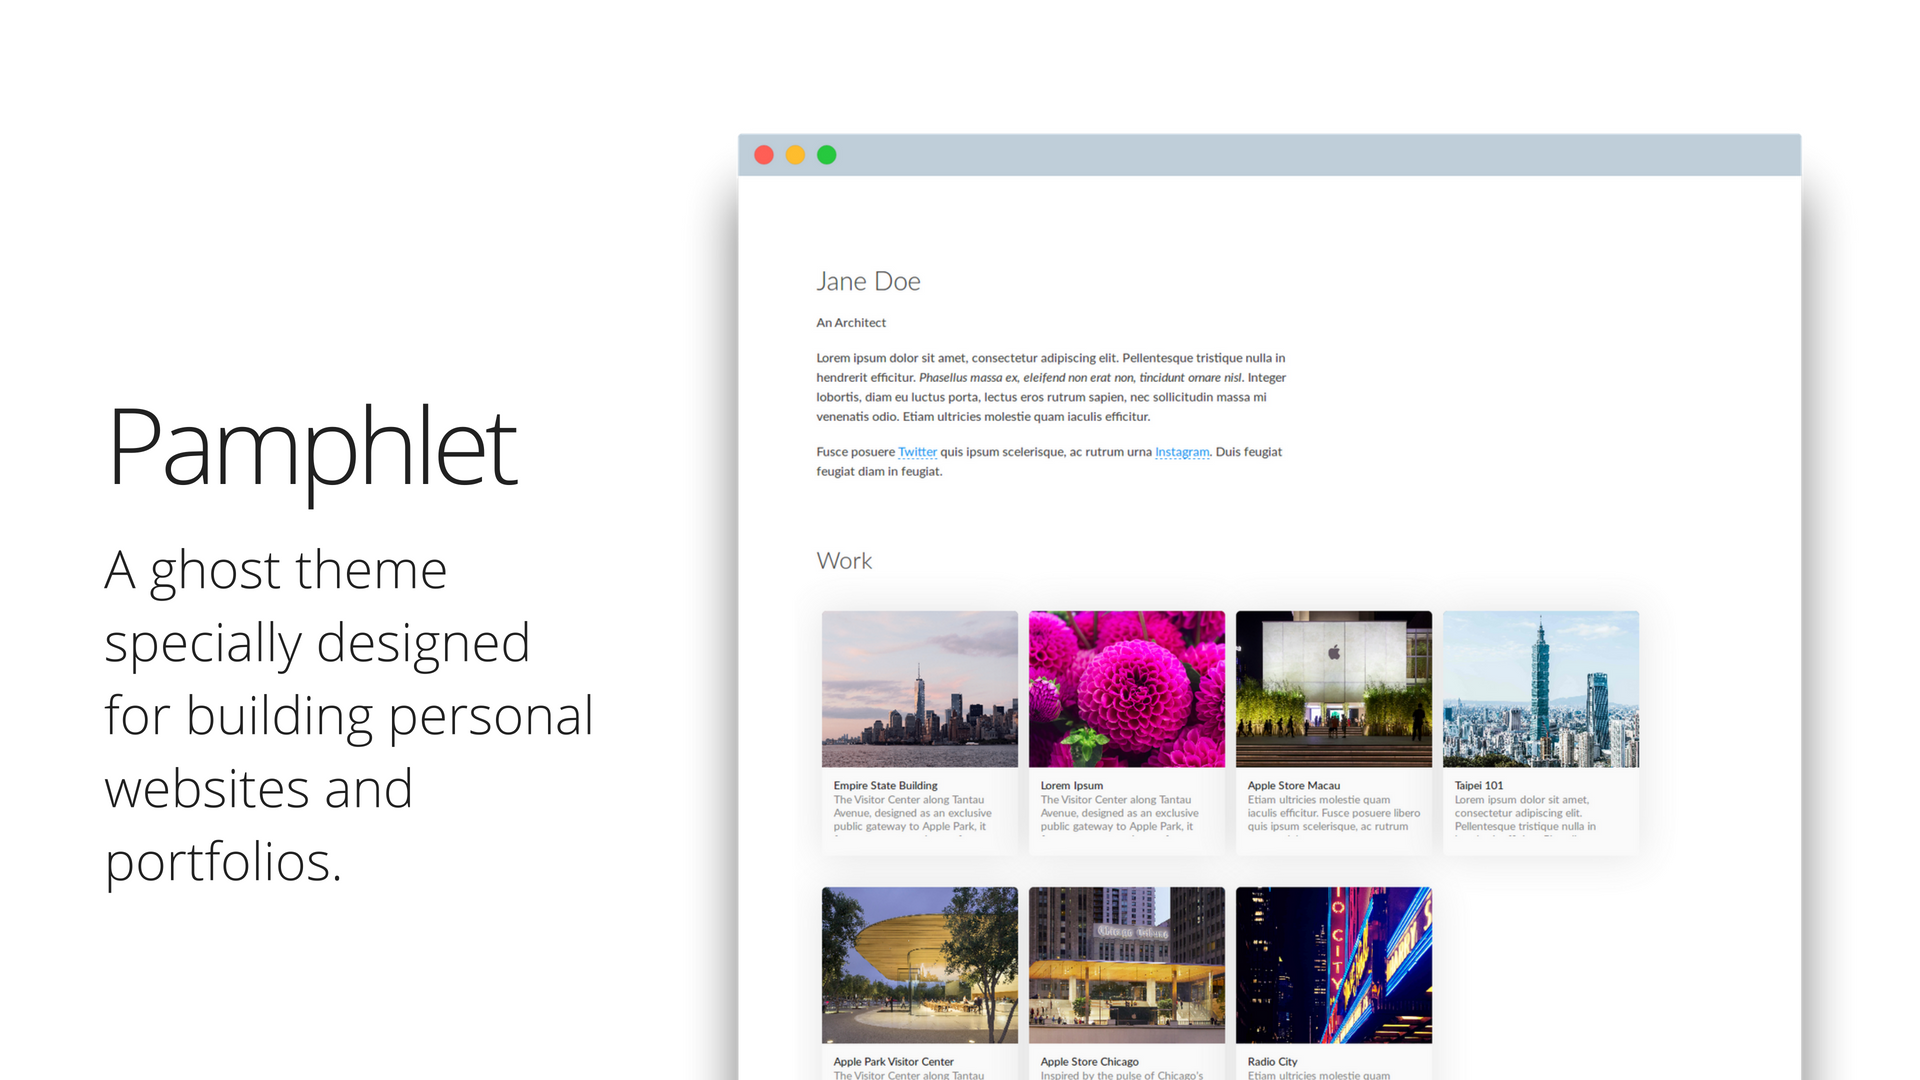 Pamphlet
A ghost theme
specially designed
for building personal
websites and
portfolios.
Jane Doe
An Architect
Lorem ipsum dolor sit amet, consectetur adipiscing elit. Pellentesque tristique nulla in
hendrerit efficitur. Phasellus massa ex, eleifend non erat non, tincidunt ornare nisl. Integer
lobortis, diam eu luctus porta, lectus eros rutrum sapien, nec sollicitudin massa mi
venenatis odio. Etiam ultricies molestie quam iaculis efficitur.
Fusce posuere Twitter quis ipsum scelerisque, ac rutrum urna Instagram. Duis feugiat
feugiat diam in feugiat.
Work
Empire State Building
The Visitor Center along Tantau
Avenue, designed as an exclusive
public gateway to Apple Park, it
Lorem Ipsum
The Visitor Center along Tantau
Avenue, designed as an exclusive
public gateway to Apple Park, it
Apple Store Macau
Etiam ultricies molestie quam
iaculis efficitur. Fusce posuere libero
quis ipsum scelerisque, ac rutrum
Taipei 101
Lorem ipsum dolor sit amet,
consectetur adipiscing elit.
Pellentesque tristique nulla in
Apple Park Visitor Center
The Visitor Center along Tantau
Apple Store Chicago
Inspired by the pulse of Chicago's
IO CITY
Radio City
Etiam ultricies molestie quam